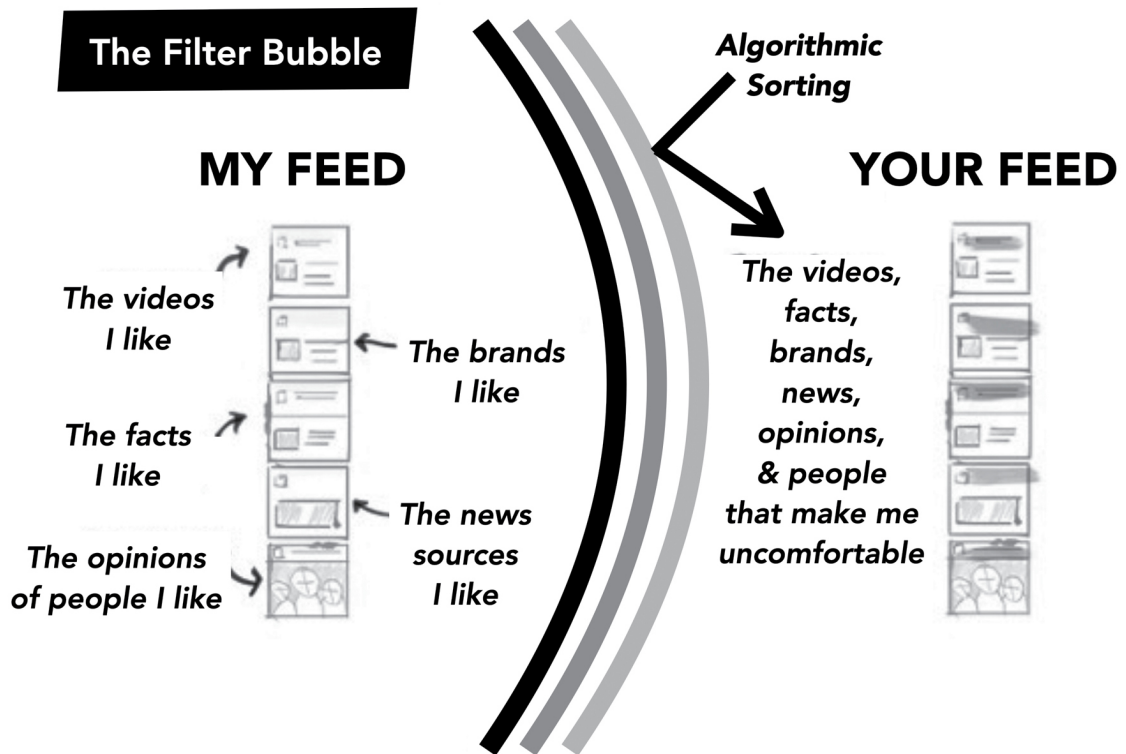 The Filter Bubble
Algorithmic
Sorting
MY FEED
YOUR FEED
The videos
I like
The brands
I like
The facts
I like
The news
sources
I like
The opinions
of people I like
The videos,
facts,
brands,
news,
opinions,
& people
that make me
uncomfortable